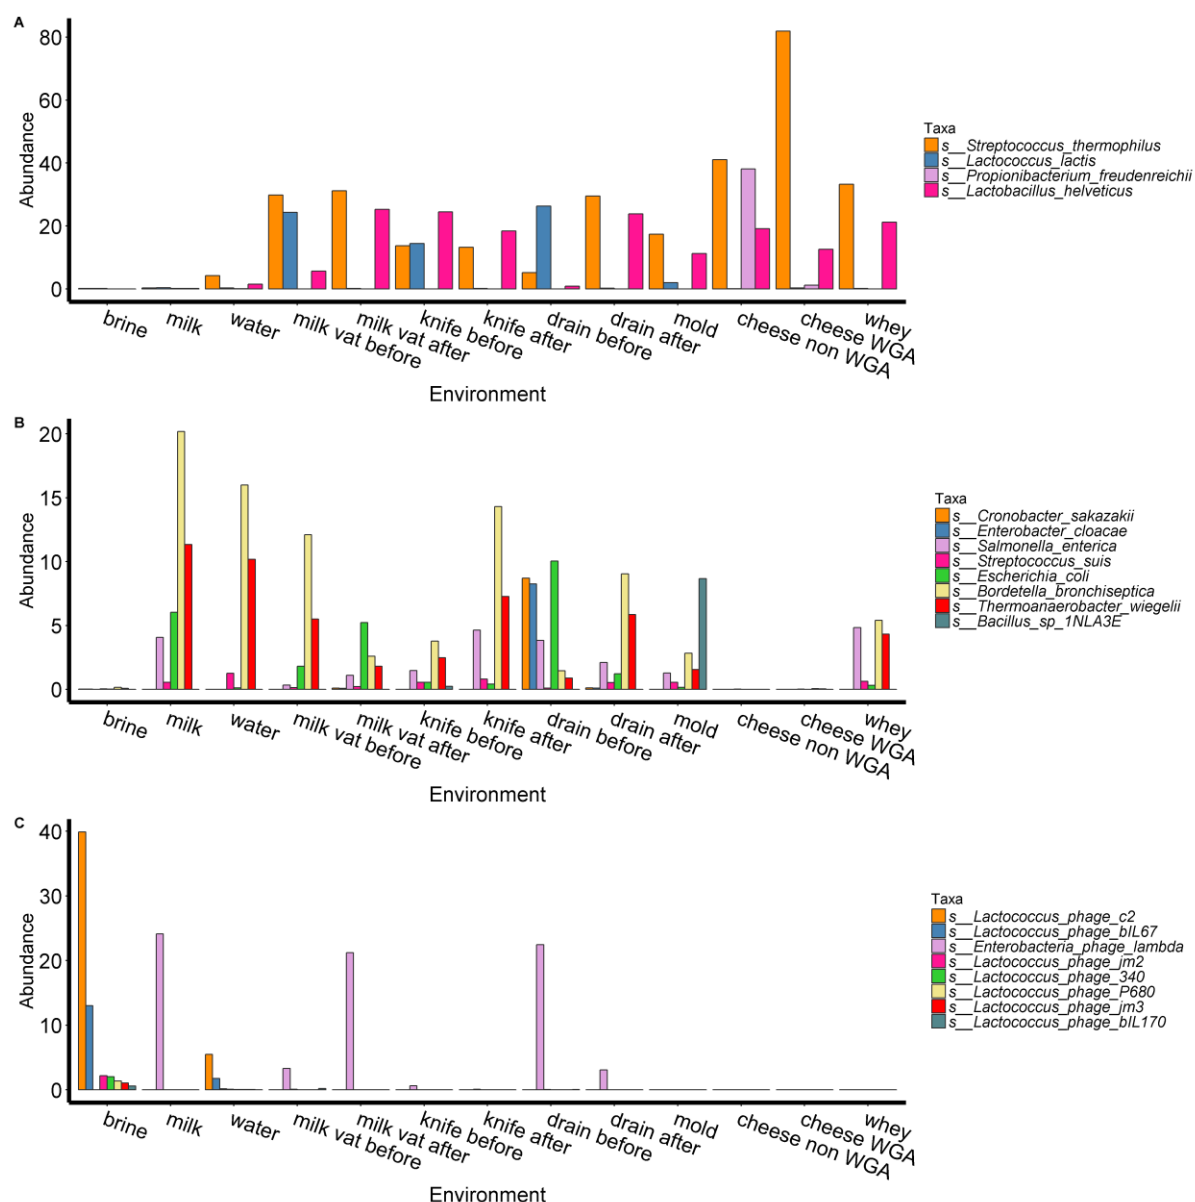 A
80
60
40
20
0
Abundance
brine
milk
water
milk vat before
milk vat after
knife before
knife after
drain before
drain after
mold
cheese non WGA
cheese WGA
whey
Environment
Taxa
s__Streptococcus_thermophilus
s__Lactococcus_lactis
s__Propionibacterium_freudenreichii
s__Lactobacillus_helveticus
B
20
15
10
5
0
Abundance
brine
milk
water
milk vat before
milk vat after
knife before
knife after
drain before
drain after
mold
cheese non WGA
cheese WGA
whey
Environment
Taxa
s__Cronobacter_sakazakii
s__Enterobacter_cloacae
s__Salmonella_enterica
s__Streptococcus_suis
s__Escherichia_coli
s__Bordetella_bronchiseptica
s__Thermoanaerobacter_wiegelii
s__Bacillus_sp_1NLA3E
C
40
30
20
10
0
Abundance
brine
milk
water
milk vat before
milk vat after
knife before
knife after
drain before
drain after
mold
cheese non WGA
cheese WGA
whey
Environment
Taxa
s__Lactococcus_phage_c2
s__Lactococcus_phage_bIL67
s__Enterobacteria_phage_lambda
s__Lactococcus_phage_jm2
s__Lactococcus_phage_340
s__Lactococcus_phage_P680
s__Lactococcus_phage_jm3
s__Lactococcus_phage_bIL170